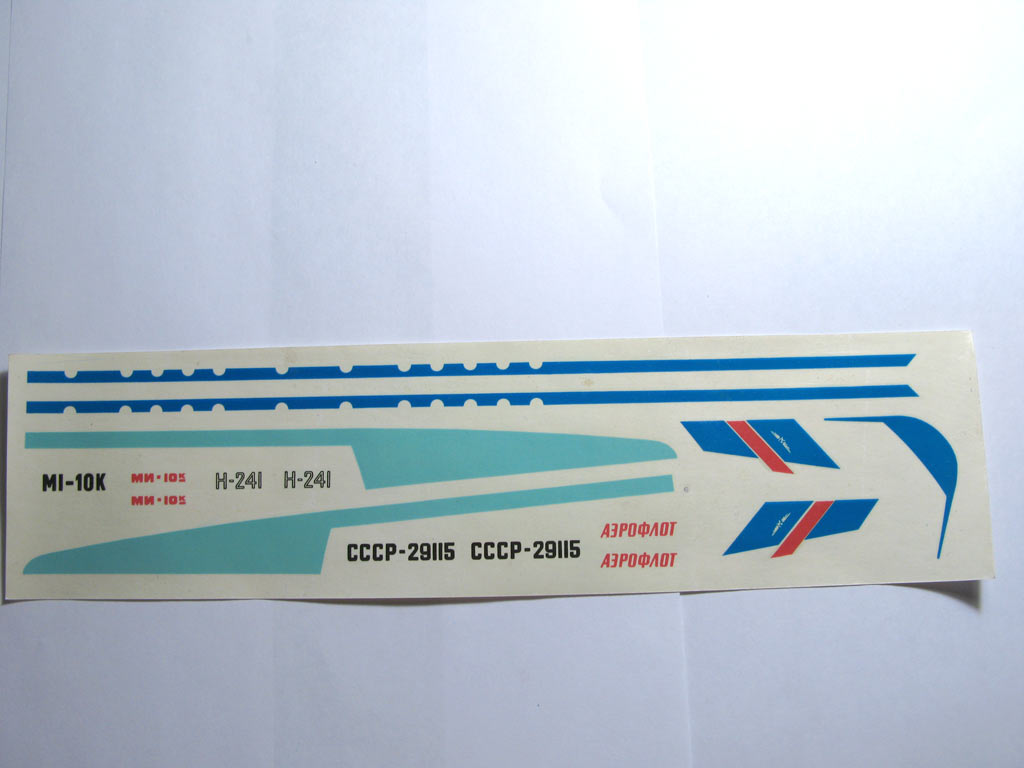 MI-10K МИ-10К Н-241 Н-241
МИ-10К
СССР-29115 СССР-29115 АЭРОФЛОТ
АЭРОФЛОТ